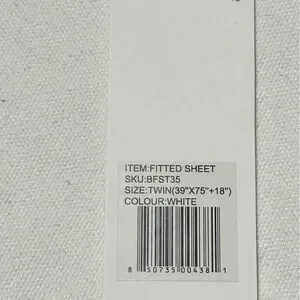 ITEM:FITTED SHEET
SKU:BFST35
SIZE:TWIN(39"X75"+18")
COLOUR:WHITE
8 50735 00438 1